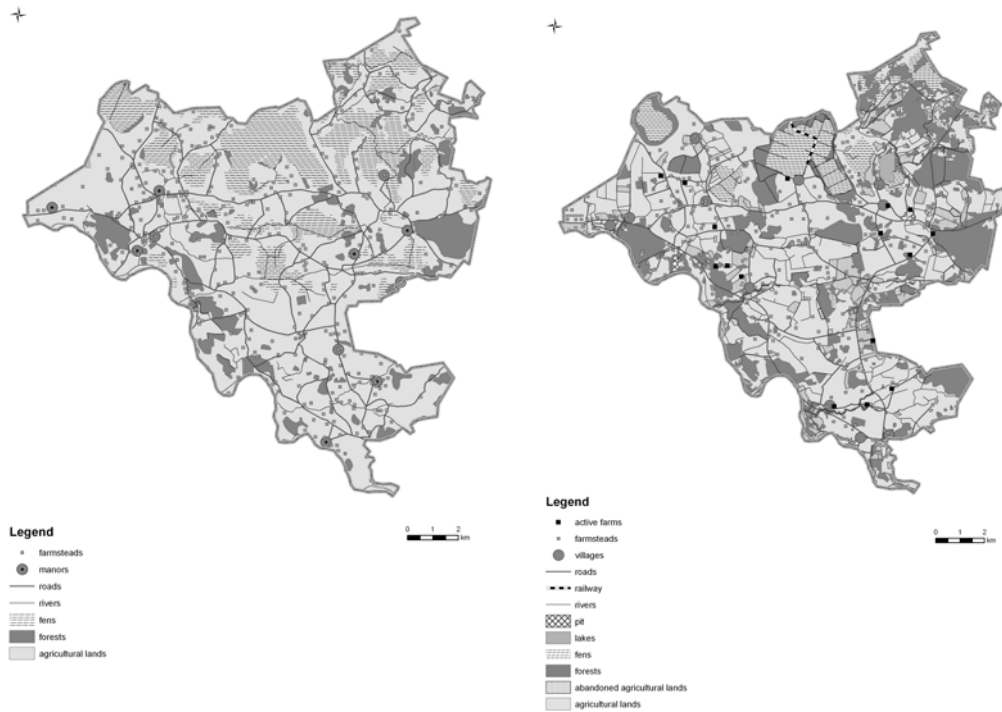 Legend
farmsteads
manors
roads
rivers
fens
forests
agricultural lands
0 1 2
km
Legend
active farms
farmsteads
villages
roads
railway
rivers
pit
lakes
fens
forests
abandoned agricultural lands
agricultural lands
0 1 2
km